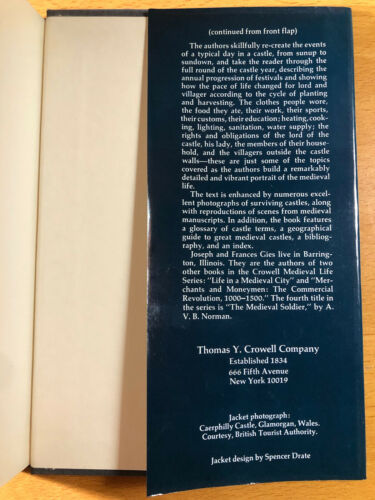 (continued from front flap)
The authors skillfully re-create the events
of a typical day in a castle, from sunup to
sundown, and take the reader through the
full round of the castle year, describing the
annual progression of festivals and showing
how the pace of life changed for lord and
villager according to the cycle of planting
and harvesting. The clothes people wore,
the food they ate, their work, their sports,
their customs, their education; heating, cook-
ing, lighting, sanitation, water supply; the
rights and obligations of the lord of the
castle, his lady, the members of their house-
hold, and the villagers outside the castle
walls—these are just some of the topics
covered as the authors build a remarkably
detailed and vibrant portrait of the medieval
life.
The text is enhanced by numerous excel-
lent photographs of surviving castles, along
with reproductions of scenes from medieval
manuscripts. In addition, the book features
a glossary of castle terms, a geographical
guide to great medieval castles, a bibliog-
raphy, and an index.
Joseph and Frances Gies live in Barring-
ton, Illinois. They are the authors of two
other books in the Crowell Medieval Life
Series: "Life in a Medieval City" and "Mer-
chants and Moneymen: The Commercial
Revolution, 1000–1500." The fourth title in
the series is "The Medieval Soldier," by A.
V. B. Norman.
Thomas Y. Crowell Company
Established 1834
666 Fifth Avenue
New York 10019
Jacket photograph:
Caerphilly Castle, Glamorgan, Wales.
Courtesy, British Tourist Authority.
Jacket design by Spencer Drate